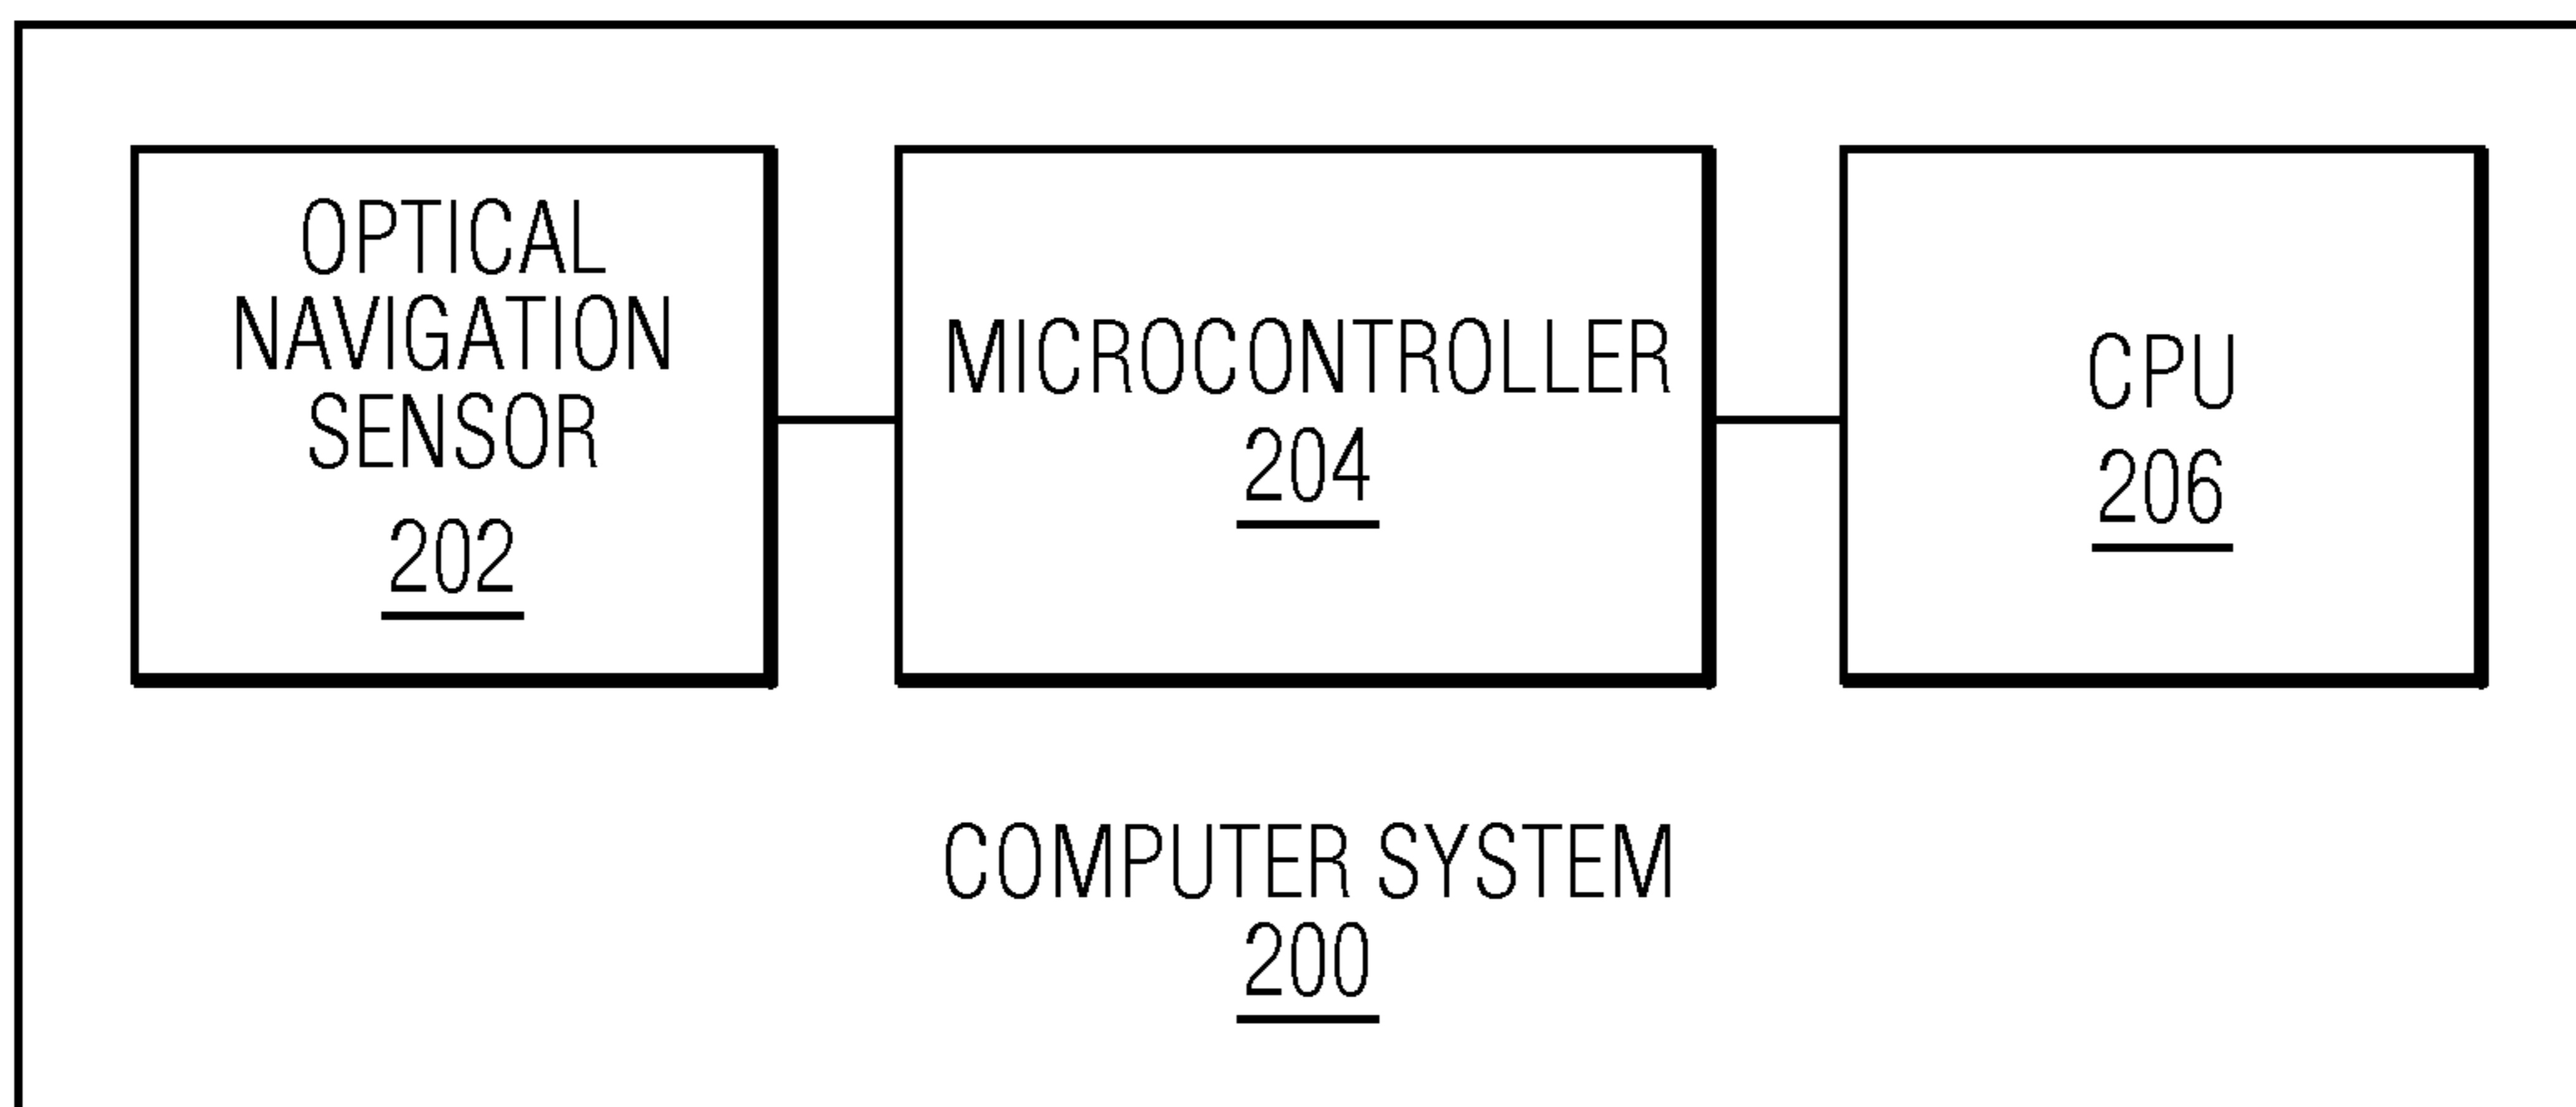 OPTICAL
NAVIGATION
SENSOR
202
MICROCONTROLLER
204
CPU
206
COMPUTER SYSTEM
200